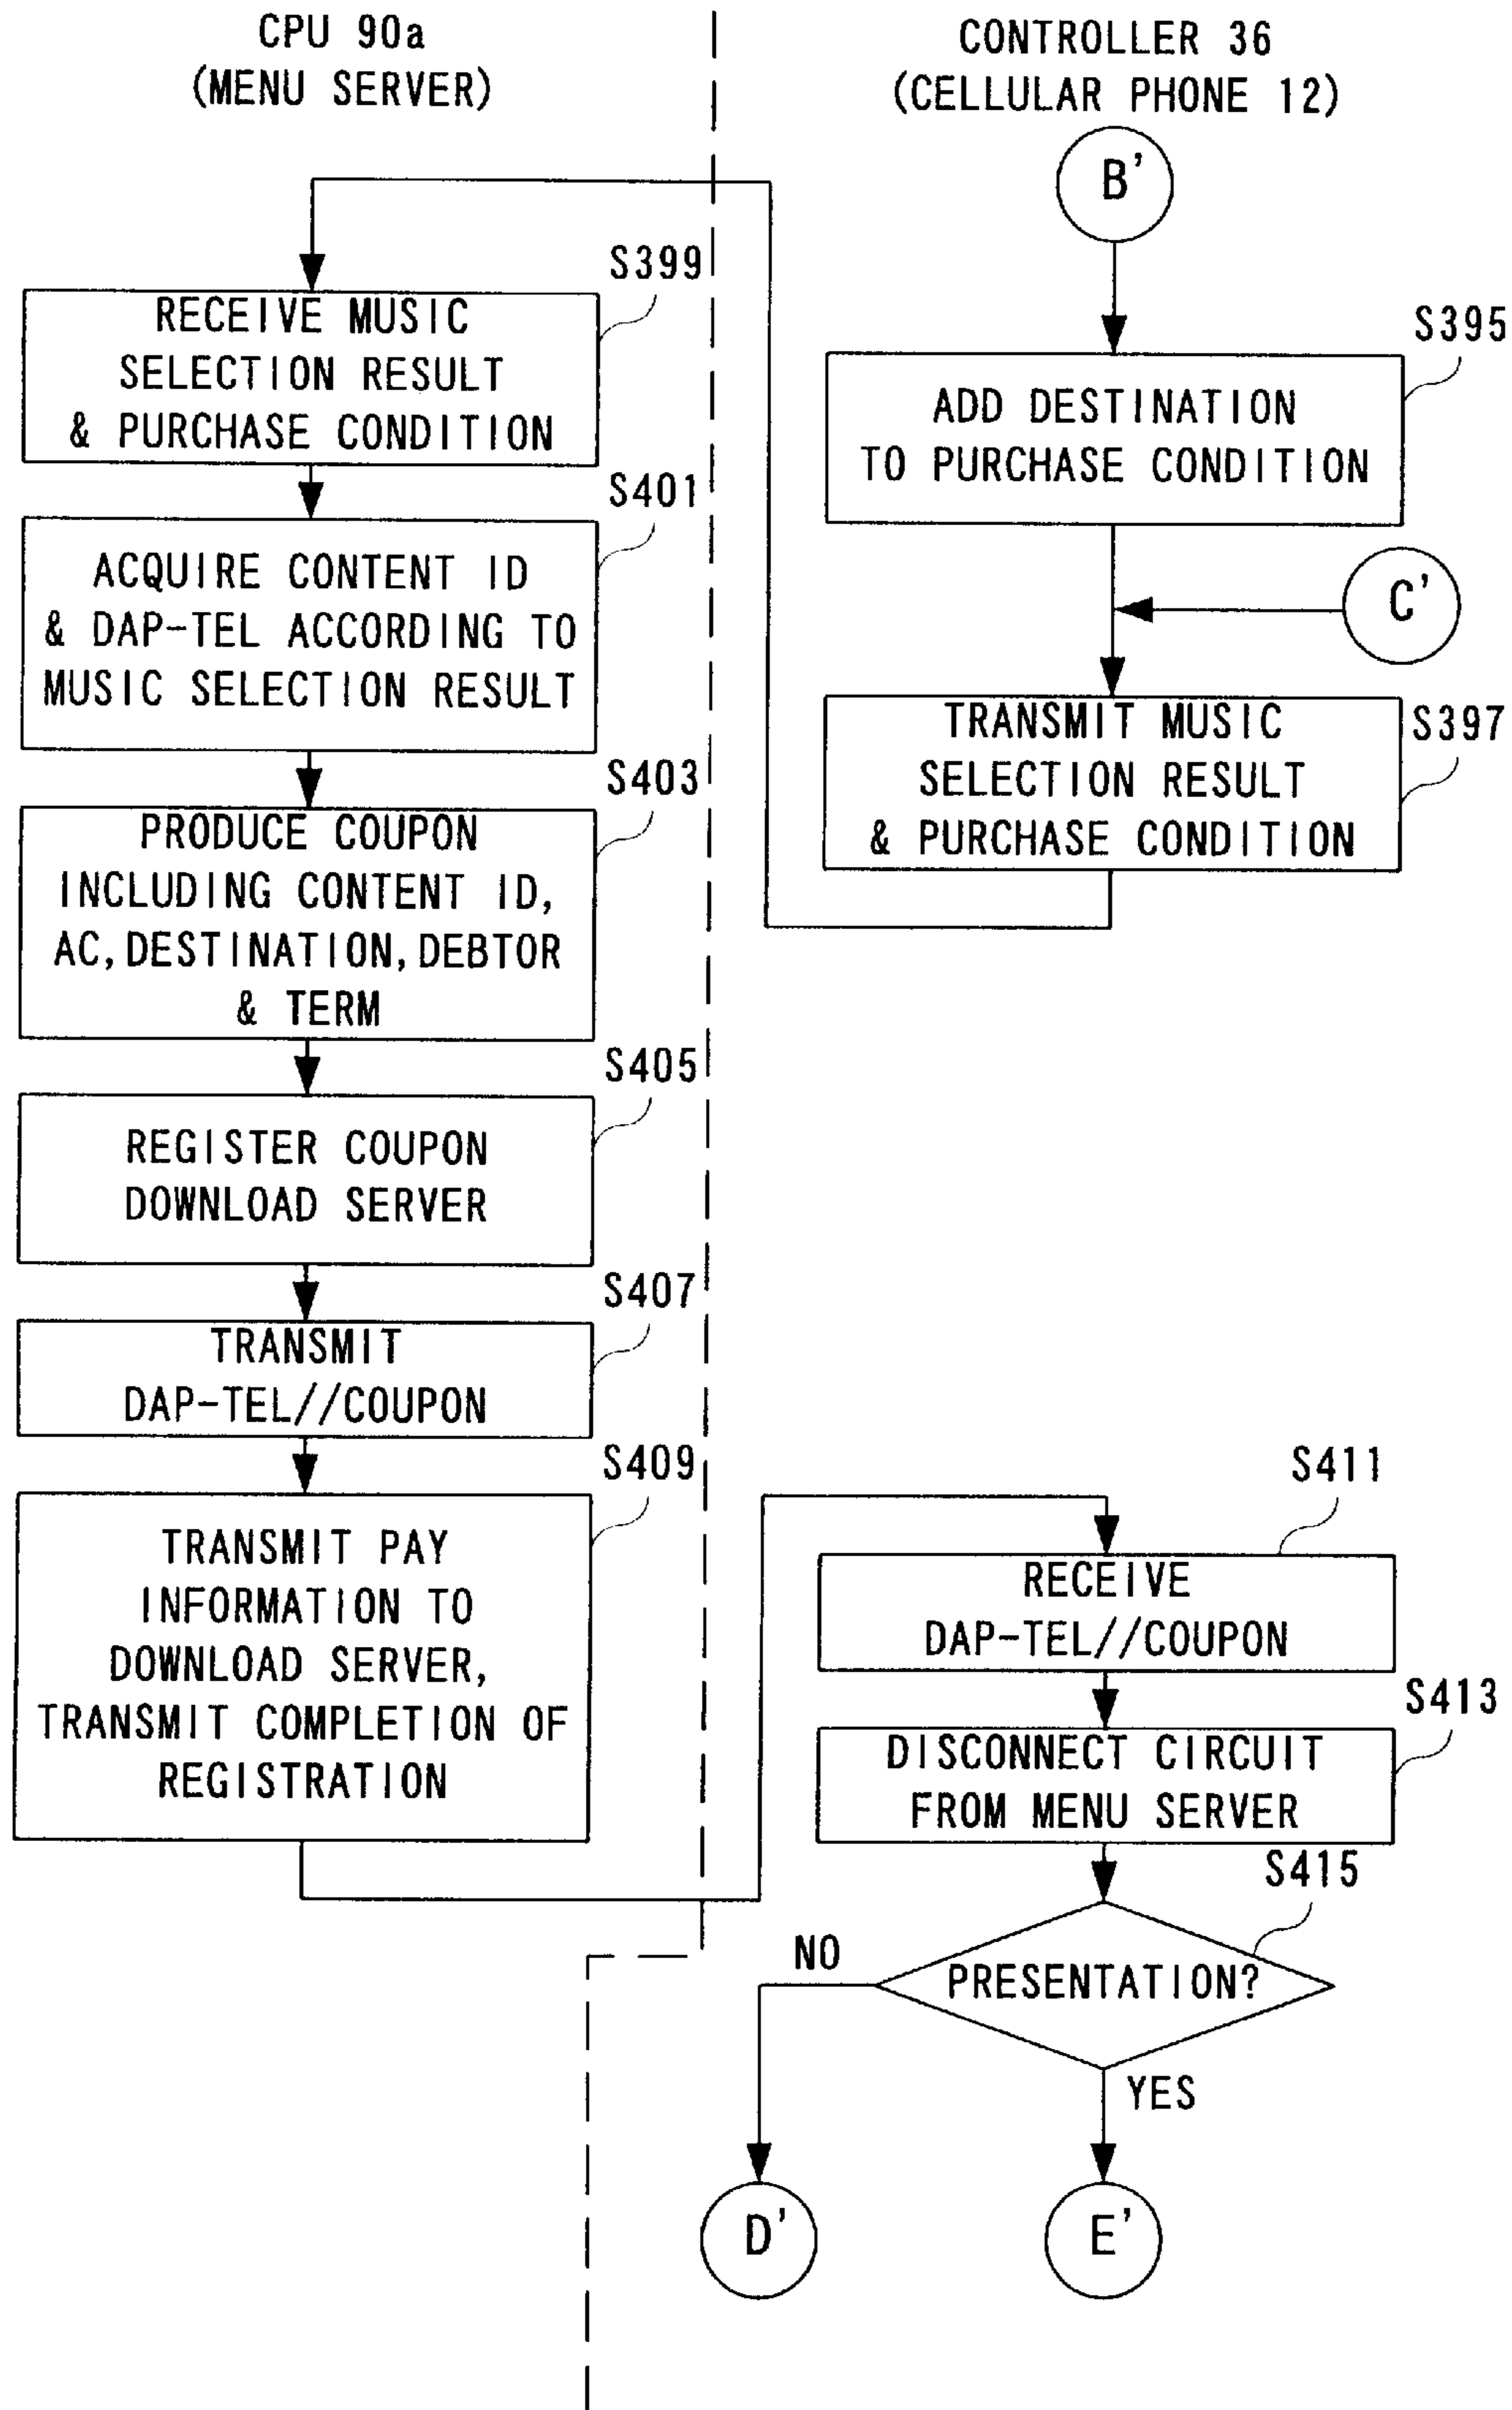 CPU 90a
(MENU SERVER)
CONTROLLER 36
(CELLULAR PHONE 12)
B'
S399
RECEIVE MUSIC
SELECTION RESULT
& PURCHASE CONDITION
S395
ADD DESTINATION
TO PURCHASE CONDITION
S401
ACQUIRE CONTENT ID
& DAP-TEL ACCORDING TO
MUSIC SELECTION RESULT
C'
S397
TRANSMIT MUSIC
SELECTION RESULT
& PURCHASE CONDITION
S403
PRODUCE COUPON
INCLUDING CONTENT ID,
AC, DESTINATION, DEBTOR
& TERM
S405
REGISTER COUPON
DOWNLOAD SERVER
S407
TRANSMIT
DAP-TEL//COUPON
S409
TRANSMIT PAY
INFORMATION TO
DOWNLOAD SERVER,
TRANSMIT COMPLETION OF
REGISTRATION
S411
RECEIVE
DAP-TEL//COUPON
S413
DISCONNECT CIRCUIT
FROM MENU SERVER
S415
PRESENTATION?
NO
YES
D'
E'